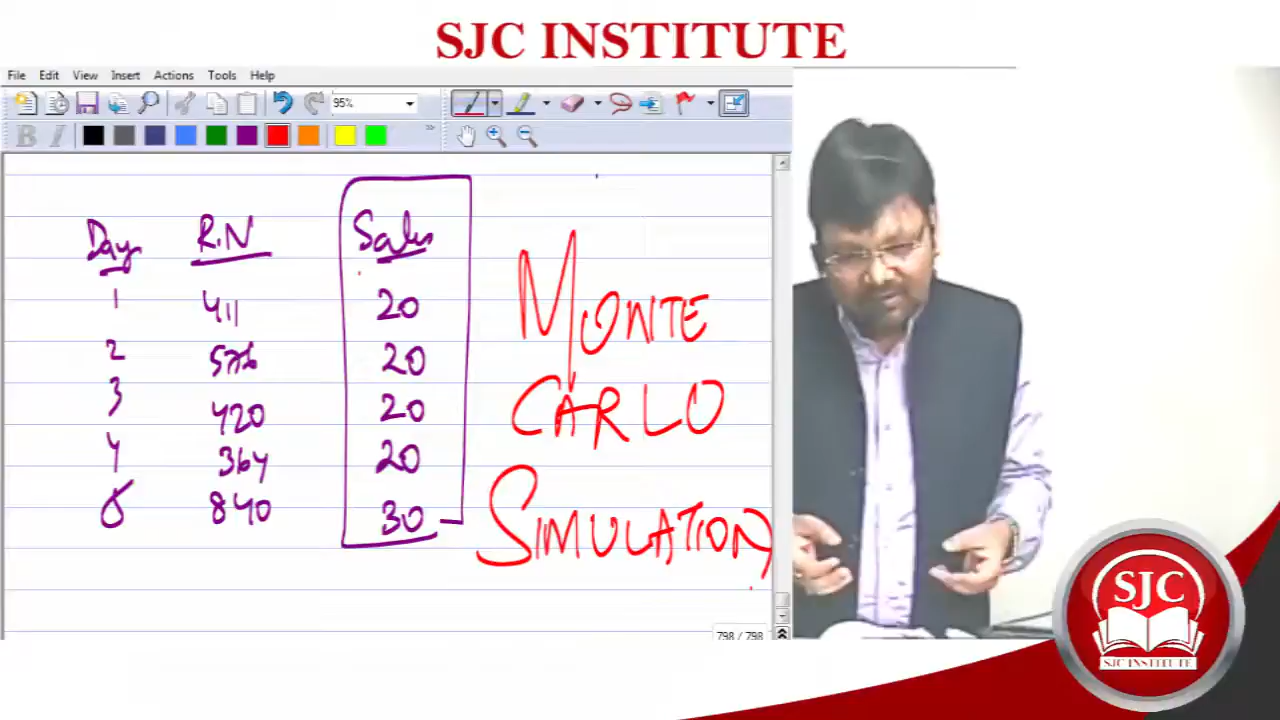 SJC INSTITUTE
File Edit View Insert Actions Tools Help
95%
B I
Day R.N Sales
1 411 20
2 576 20
3 420 20
4 364 20
5 840 30
MONTE
CARLO
SIMULATION
798 / 798
SJC
SJC INSTITUTE